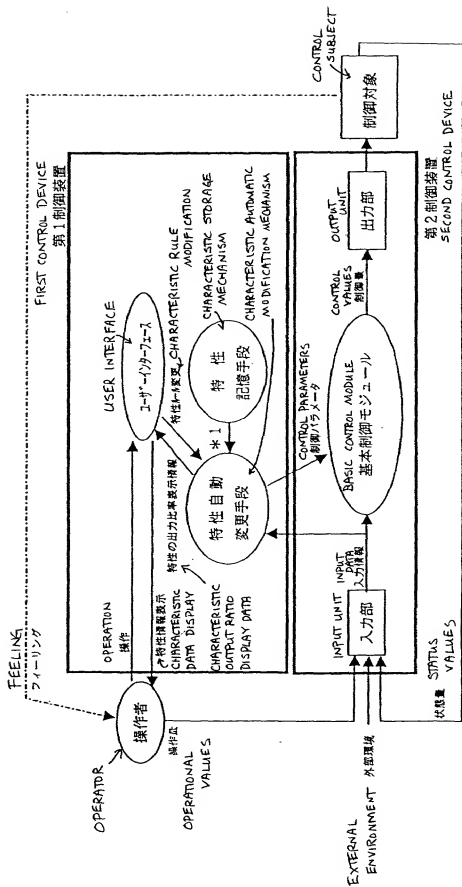 FEELING
フィーリング
FIRST CONTROL DEVICE
第1制御装置
OPERATOR
操作者
OPERATION
操作
USER INTERFACE
ユーザーインターフェース
特性情報表示
CHARACTERISTIC
DATA DISPLAY
特性の出力比率表示情報
CHARACTERISTIC
OUTPUT RATIO
DISPLAY DATA
特性ルール変更
CHARACTERISTIC RULE
MODIFICATION
特性
記憶手段
CHARACTERISTIC STORAGE
MECHANISM
*1
特性自動
変更手段
CHARACTERISTIC AUTOMATIC
MODIFICATION MECHANISM
CONTROL PARAMETERS
制御パラメータ
操作量
OPERATIONAL
VALUES
INPUT UNIT
入力部
INPUT
DATA
入力情報
BASIC CONTROL MODULE
基本制御モジュール
CONTROL
VALUES
制御量
OUTPUT UNIT
出力部
CONTROL
SUBJECT
制御対象
第2制御装置
SECOND CONTROL DEVICE
EXTERNAL
ENVIRONMENT
外部環境
状態量
STATUS
VALUES